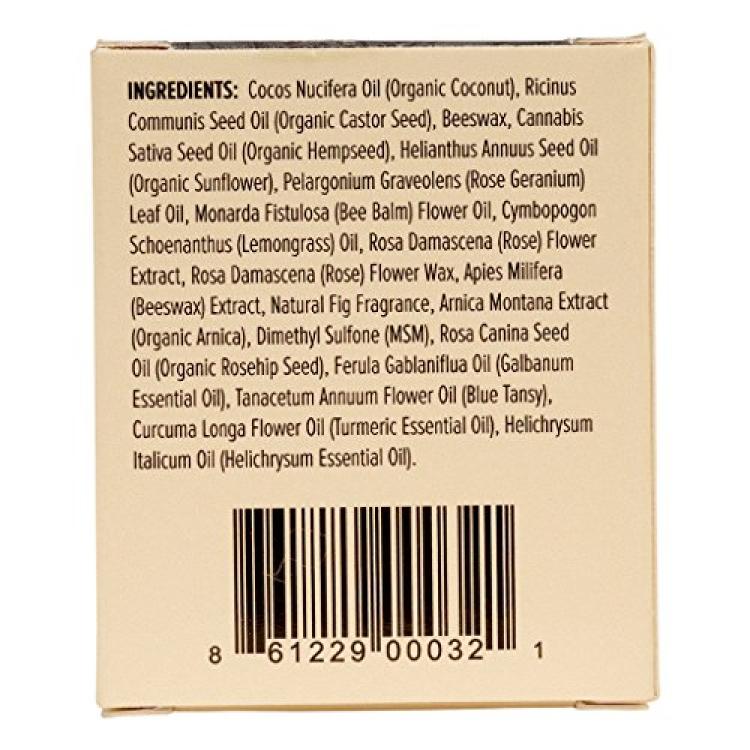 INGREDIENTS: Cocos Nucifera Oil (Organic Coconut), Ricinus
Communis Seed Oil (Organic Castor Seed), Beeswax, Cannabis
Sativa Seed Oil (Organic Hempseed), Helianthus Annuus Seed Oil
(Organic Sunflower), Pelargonium Graveolens (Rose Geranium)
Leaf Oil, Monarda Fistulosa (Bee Balm) Flower Oil, Cymbopogon
Schoenanthus (Lemongrass) Oil, Rosa Damascena (Rose) Flower
Extract, Rosa Damascena (Rose) Flower Wax, Apies Milifera
(Beeswax) Extract, Natural Fig Fragrance, Arnica Montana Extract
(Organic Arnica), Dimethyl Sulfone (MSM), Rosa Canina Seed
Oil (Organic Rosehip Seed), Ferula Gablaniflua Oil (Galbanum
Essential Oil), Tanacetum Annuum Flower Oil (Blue Tansy),
Curcuma Longa Flower Oil (Turmeric Essential Oil), Helichrysum
Italicum Oil (Helichrysum Essential Oil).
8 61229 00032 1